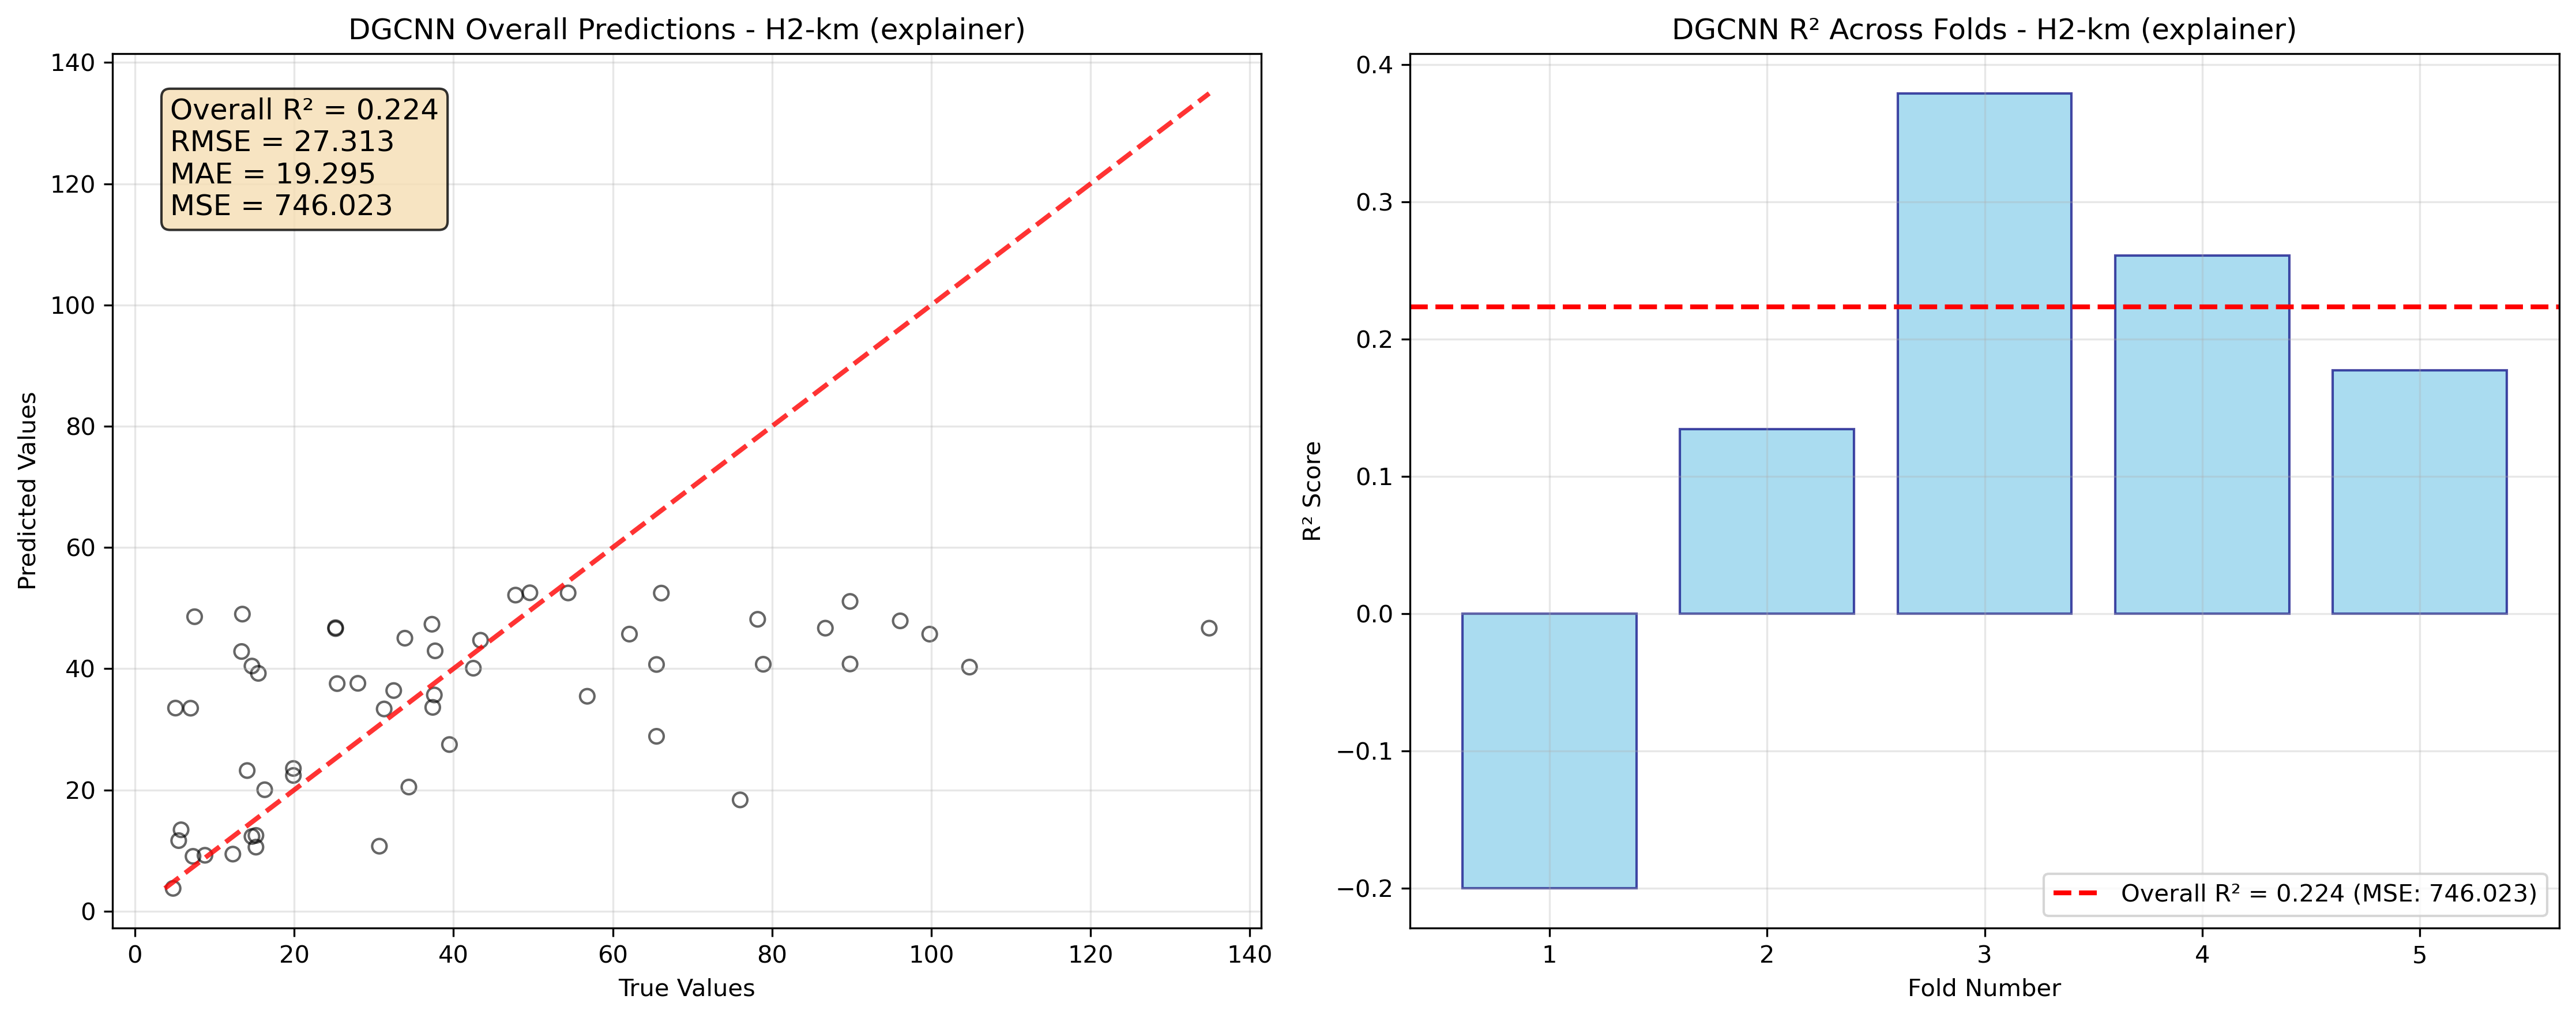 DGCNN Overall Predictions - H2-km (explainer)
140
120
100
80
60
40
20
0
Predicted Values
Overall R² = 0.224
RMSE = 27.313
MAE = 19.295
MSE = 746.023
0 20 40 60 80 100 120 140
True Values
DGCNN R² Across Folds - H2-km (explainer)
0.4
0.3
0.2
0.1
0.0
−0.1
−0.2
R² Score
Overall R² = 0.224 (MSE: 746.023)
1 2 3 4 5
Fold Number